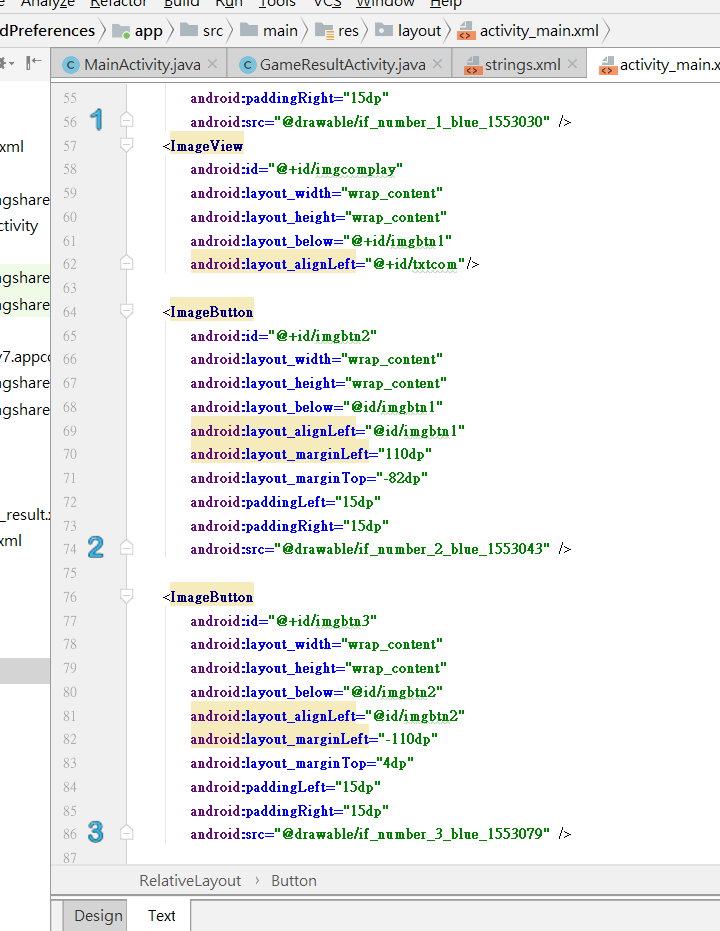 Analyze Refactor Build Run Tools VCS Window Help
dPreferences app src main res layout activity_main.xml
MainActivity.java GameResultActivity.java strings.xml activity_main.x
55 android:paddingRight="15dp"
56 android:src="@drawable/if_number_1_blue_1553030" />
1
57 <ImageView
58 android:id="@+id/imgcomplay"
59 android:layout_width="wrap_content"
60 android:layout_height="wrap_content"
61 android:layout_below="@+id/imgbtn1"
62 android:layout_alignLeft="@+id/txtcom"/>
63
64 <ImageButton
65 android:id="@+id/imgbtn2"
66 android:layout_width="wrap_content"
67 android:layout_height="wrap_content"
68 android:layout_below="@id/imgbtn1"
69 android:layout_alignLeft="@id/imgbtn1"
70 android:layout_marginLeft="110dp"
71 android:layout_marginTop="-82dp"
72 android:paddingLeft="15dp"
73 android:paddingRight="15dp"
74 android:src="@drawable/if_number_2_blue_1553043" />
2
75
76 <ImageButton
77 android:id="@+id/imgbtn3"
78 android:layout_width="wrap_content"
79 android:layout_height="wrap_content"
80 android:layout_below="@id/imgbtn2"
81 android:layout_alignLeft="@id/imgbtn2"
82 android:layout_marginLeft="-110dp"
83 android:layout_marginTop="4dp"
84 android:paddingLeft="15dp"
85 android:paddingRight="15dp"
86 android:src="@drawable/if_number_3_blue_1553079" />
3
87
xml
ngshare
ctivity
ngshare
ngshare
v7.appco
ngshare
ngshare
_result.x
xml
RelativeLayout › Button
Design Text